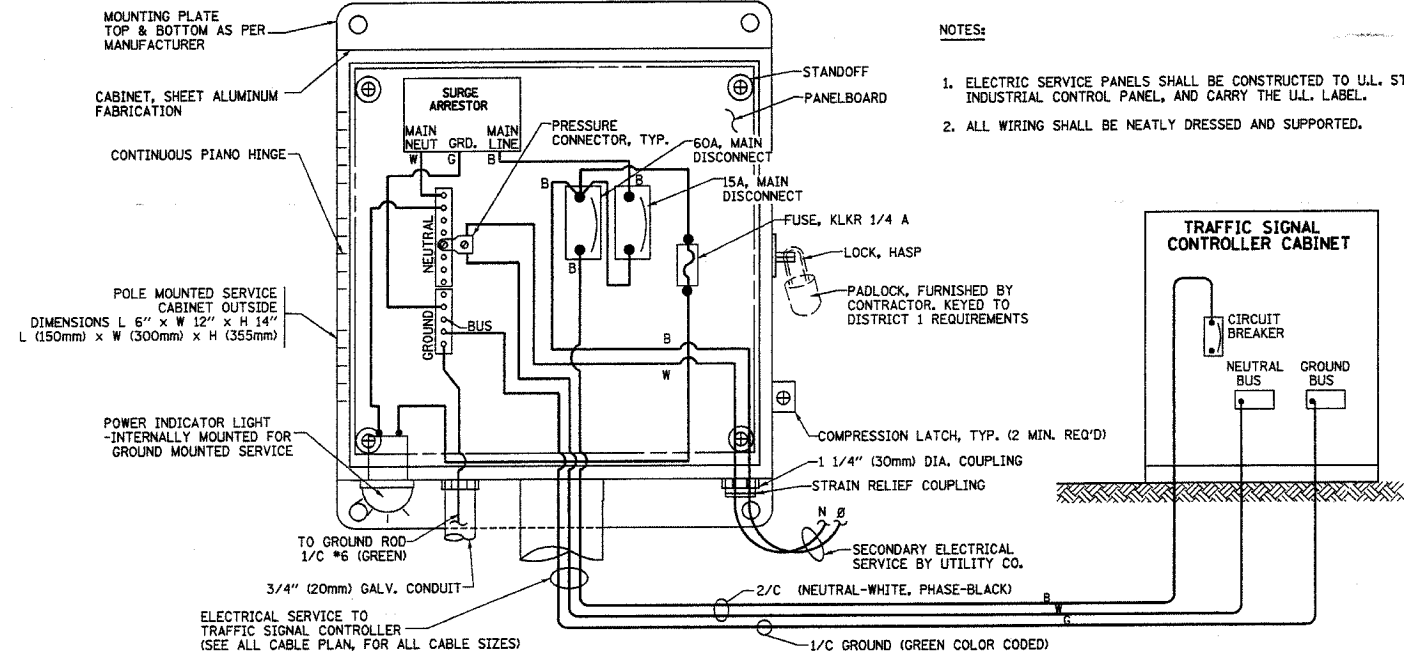 MOUNTING PLATE
TOP & BOTTOM AS PER
MANUFACTURER
CABINET, SHEET ALUMINUM
FABRICATION
CONTINUOUS PIANO HINGE
POLE MOUNTED SERVICE
CABINET OUTSIDE
DIMENSIONS L 6" x W 12" x H 14"
L (150mm) x W (300mm) x H (355mm)
POWER INDICATOR LIGHT
-INTERNALLY MOUNTED FOR
GROUND MOUNTED SERVICE
TO GROUND ROD
1/C #6 (GREEN)
3/4" (20mm) GALV. CONDUIT
ELECTRICAL SERVICE TO
TRAFFIC SIGNAL CONTROLLER
(SEE ALL CABLE PLAN, FOR ALL CABLE SIZES)
SURGE
ARRESTOR
MAIN
NEUT
GRD.
MAIN
LINE
W
G
B
PRESSURE
CONNECTOR, TYP.
NEUTRAL
GROUND
BUS
B
B
B
B
W
STANDOFF
PANELBOARD
60A, MAIN
DISCONNECT
15A, MAIN
DISCONNECT
FUSE, KLKR 1/4 A
LOCK, HASP
PADLOCK, FURNISHED BY
CONTRACTOR. KEYED TO
DISTRICT 1 REQUIREMENTS
COMPRESSION LATCH, TYP. (2 MIN. REQ'D)
1 1/4" (30mm) DIA. COUPLING
STRAIN RELIEF COUPLING
N Ø
SECONDARY ELECTRICAL
SERVICE BY UTILITY CO.
2/C (NEUTRAL-WHITE, PHASE-BLACK)
B
W
G
1/C GROUND (GREEN COLOR CODED)
NOTES:
1. ELECTRIC SERVICE PANELS SHALL BE CONSTRUCTED TO U.L. ST
INDUSTRIAL CONTROL PANEL, AND CARRY THE U.L. LABEL.
2. ALL WIRING SHALL BE NEATLY DRESSED AND SUPPORTED.
TRAFFIC SIGNAL
CONTROLLER CABINET
CIRCUIT
BREAKER
NEUTRAL
BUS
GROUND
BUS